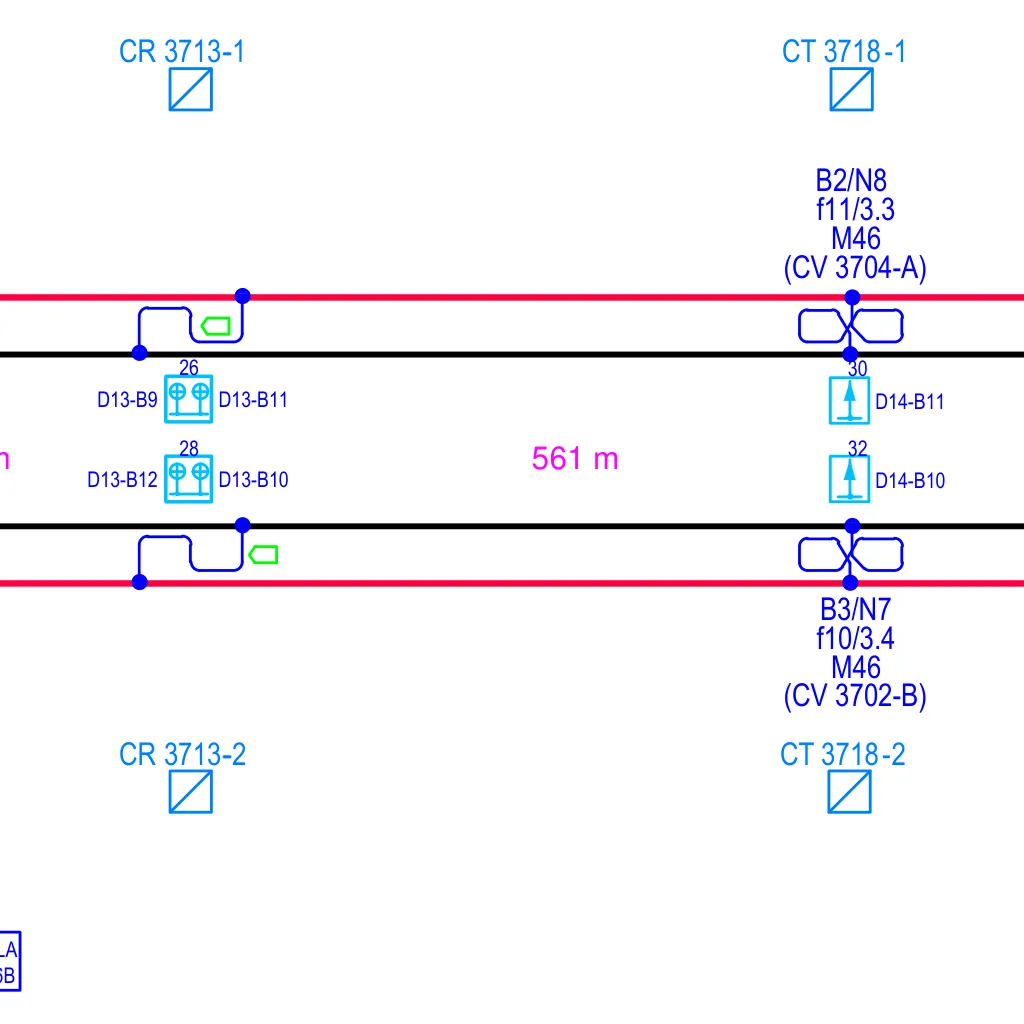 CR 3713-1
CT 3718-1
B2/N8
f11/3.3
M46
(CV 3704-A)
26
30
D13-B9
D13-B11
D14-B11
m
561 m
28
32
D13-B12
D13-B10
D14-B10
B3/N7
f10/3.4
M46
(CV 3702-B)
CR 3713-2
CT 3718-2
LA
6B